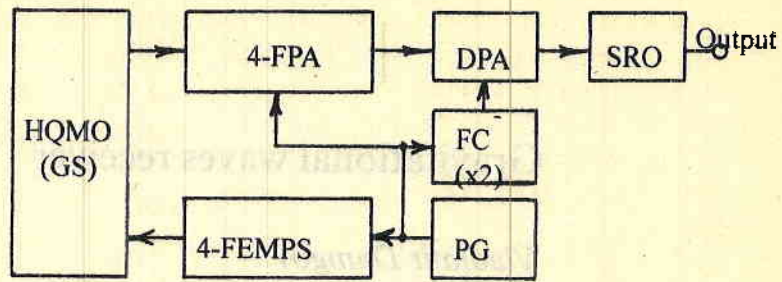 4-FPA
DPA
SRO
Output
HQMO
(GS)
FC
(x2)
4-FEMPS
PG